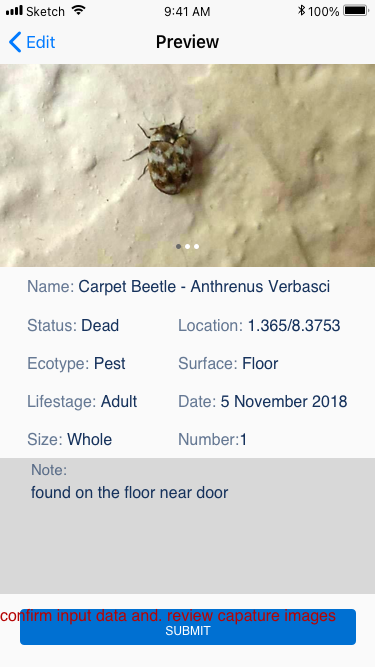 Sketch 9:41 AM 100%
Edit Preview
Name: Carpet Beetle - Anthrenus Verbasci
Status: Dead Location: 1.365/8.3753
Ecotype: Pest Surface: Floor
Lifestage: Adult Date: 5 November 2018
Size: Whole Number:1
Note:
found on the floor near door
confirm input data and. review capature images
SUBMIT